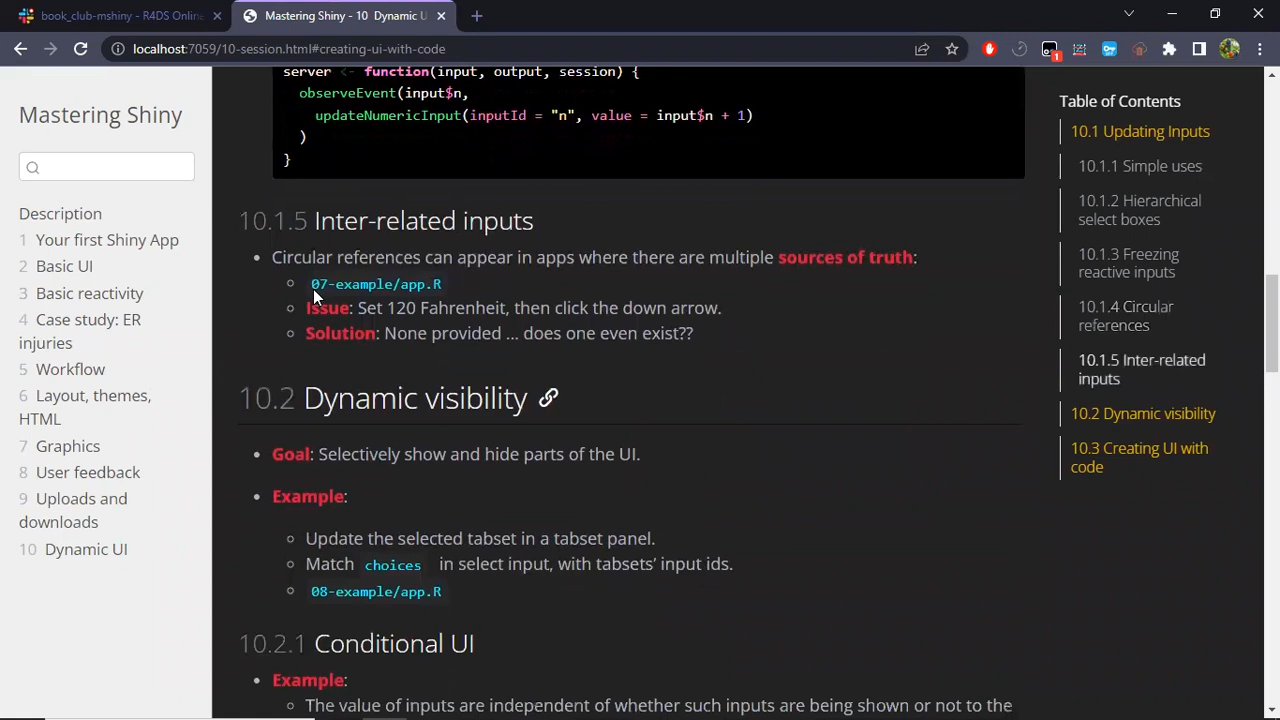 book_club-mshiny - R4DS Online
Mastering Shiny - 10 Dynamic U
localhost:7059/10-session.html#creating-ui-with-code
1
Mastering Shiny
Description
1 Your first Shiny App
2 Basic UI
3 Basic reactivity
4 Case study: ER
injuries
5 Workflow
6 Layout, themes,
HTML
7 Graphics
8 User feedback
9 Uploads and
downloads
10 Dynamic UI
server <- function(input, output, session) {
observeEvent(input$n,
updateNumericInput(inputId = "n", value = input$n + 1)
)
}
10.1.5 Inter-related inputs
Circular references can appear in apps where there are multiple sources of truth:
07-example/app.R
Issue: Set 120 Fahrenheit, then click the down arrow.
Solution: None provided ... does one even exist??
10.2 Dynamic visibility
Goal: Selectively show and hide parts of the UI.
Example:
Update the selected tabset in a tabset panel.
Match choices in select input, with tabsets' input ids.
08-example/app.R
10.2.1 Conditional UI
Example:
The value of inputs are independent of whether such inputs are being shown or not to the
Table of Contents
10.1 Updating Inputs
10.1.1 Simple uses
10.1.2 Hierarchical
select boxes
10.1.3 Freezing
reactive inputs
10.1.4 Circular
references
10.1.5 Inter-related
inputs
10.2 Dynamic visibility
10.3 Creating UI with
code